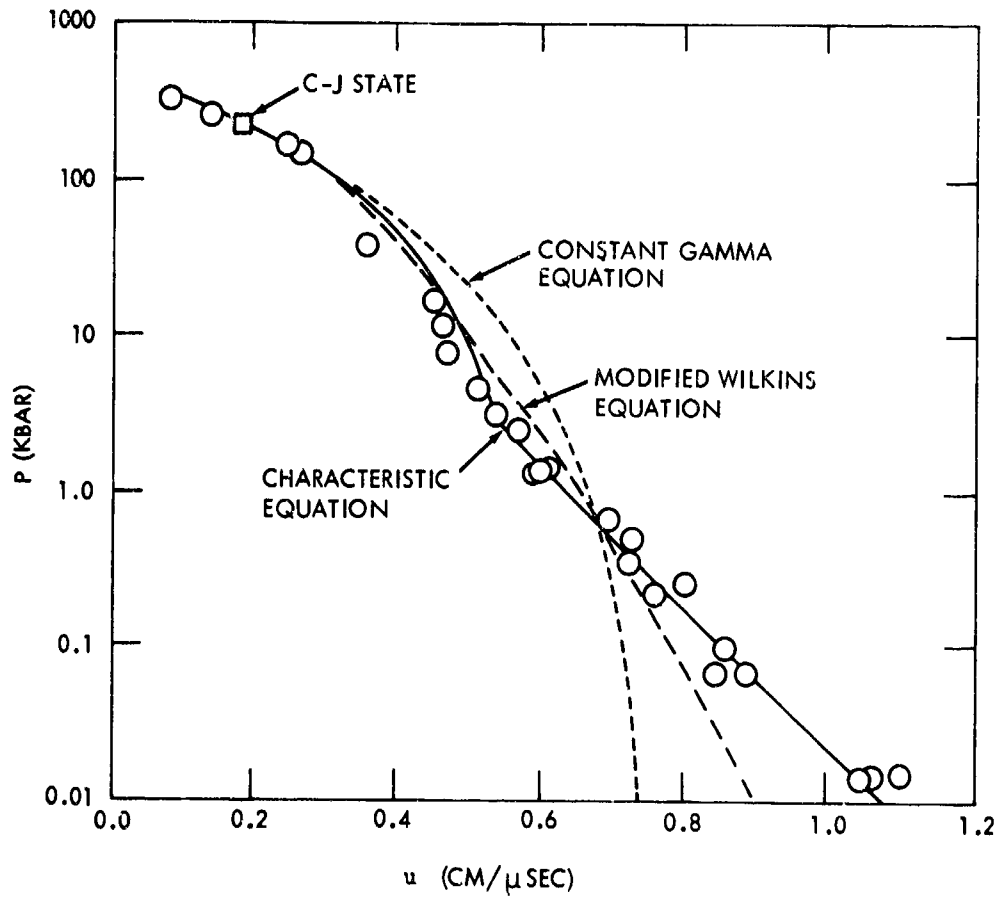 1000
C-J STATE
100
CONSTANT GAMMA
EQUATION
10
MODIFIED WILKINS
EQUATION
P (KBAR)
CHARACTERISTIC
EQUATION
1.0
0.1
0.01
0.0
0.2
0.4
0.6
0.8
1.0
1.2
u (CM/μ SEC)